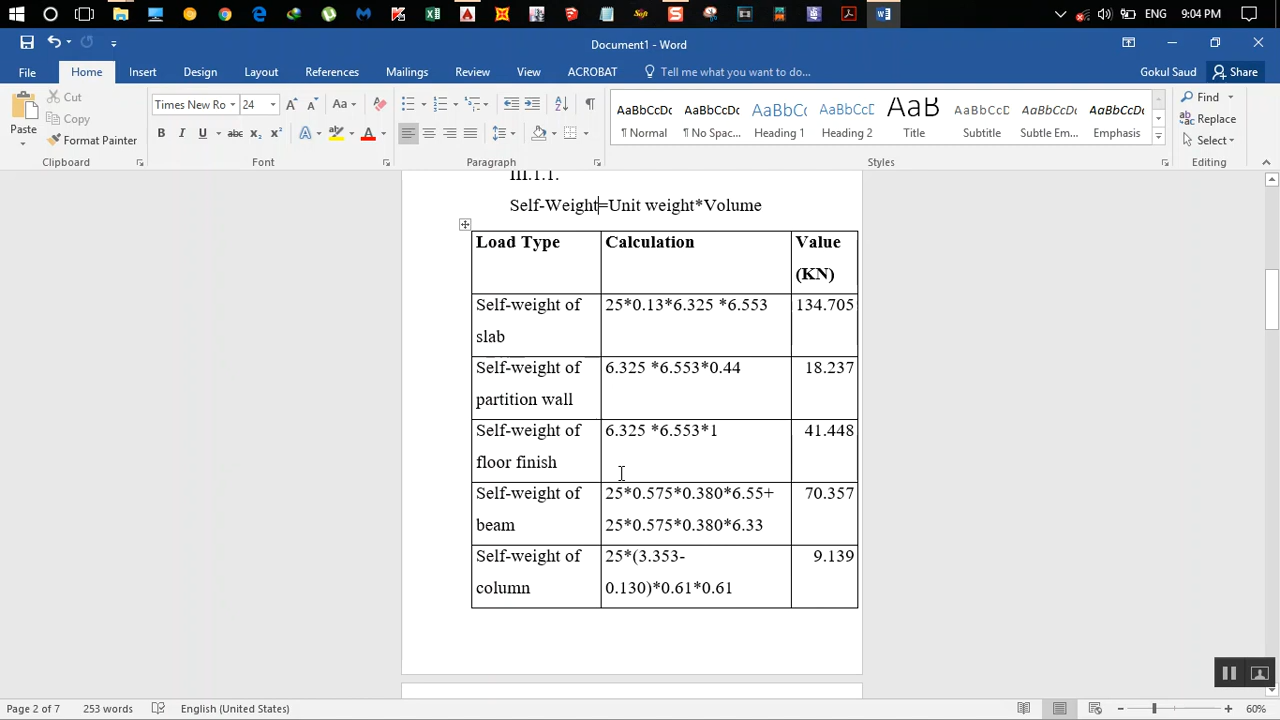 ENG 9:04 PM
Document1 - Word
File Home Insert Design Layout References Mailings Review View ACROBAT Tell me what you want to do... Gokul Saud Share
Paste
Cut
Copy
Format Painter
Clipboard
Times New Ro 24
Font
Paragraph
AaBbCcDc AaBbCcDc AaBbCc AaBbCcD AaB AaBbCcD AaBbCcDc AaBbCcDc
¶ Normal ¶ No Spac... Heading 1 Heading 2 Title Subtitle Subtle Em... Emphasis
Styles
Find
Replace
Select
Editing
III.1.1.
Self-Weight=Unit weight*Volume
Load Type Calculation Value
(KN)
Self-weight of 25*0.13*6.325 *6.553 134.705
slab
Self-weight of 6.325 *6.553*0.44 18.237
partition wall
Self-weight of 6.325 *6.553*1 41.448
floor finish
Self-weight of 25*0.575*0.380*6.55+ 70.357
beam 25*0.575*0.380*6.33
Self-weight of 25*(3.353- 9.139
column 0.130)*0.61*0.61
Page 2 of 7 253 words English (United States) 60%